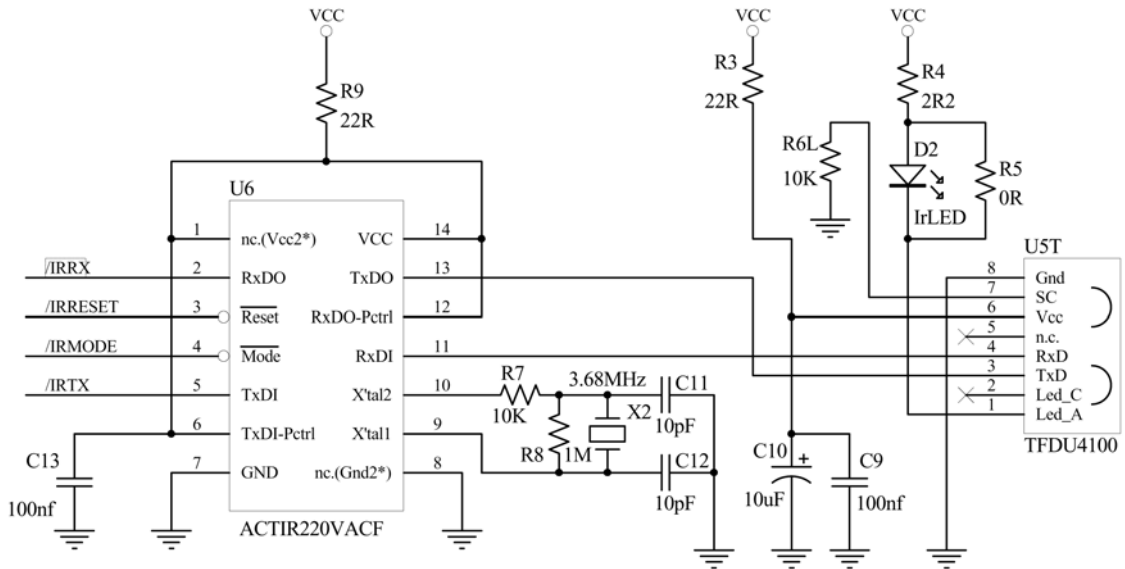 VCC
VCC
VCC
R9
22R
R3
22R
R4
2R2
R6L
10K
D2
IrLED
R5
0R
U6
1 nc.(Vcc2*) VCC 14
/IRRX 2 RxDO TxDO 13
/IRRESET 3 Reset RxDO-Pctrl 12
/IRMODE 4 Mode RxDI 11
/IRTX 5 TxDI X'tal2 10
6 TxDI-Pctrl X'tal1 9
7 GND nc.(Gnd2*) 8
ACTIR220VACF
C13
100nf
R7
10K
3.68MHz
R8
1M
X2
C11
10pF
C12
10pF
C10
+
10uF
C9
100nf
U5T
8 Gnd
7 SC
6 Vcc
5 n.c.
4 RxD
3 TxD
2 Led_C
1 Led_A
TFDU4100